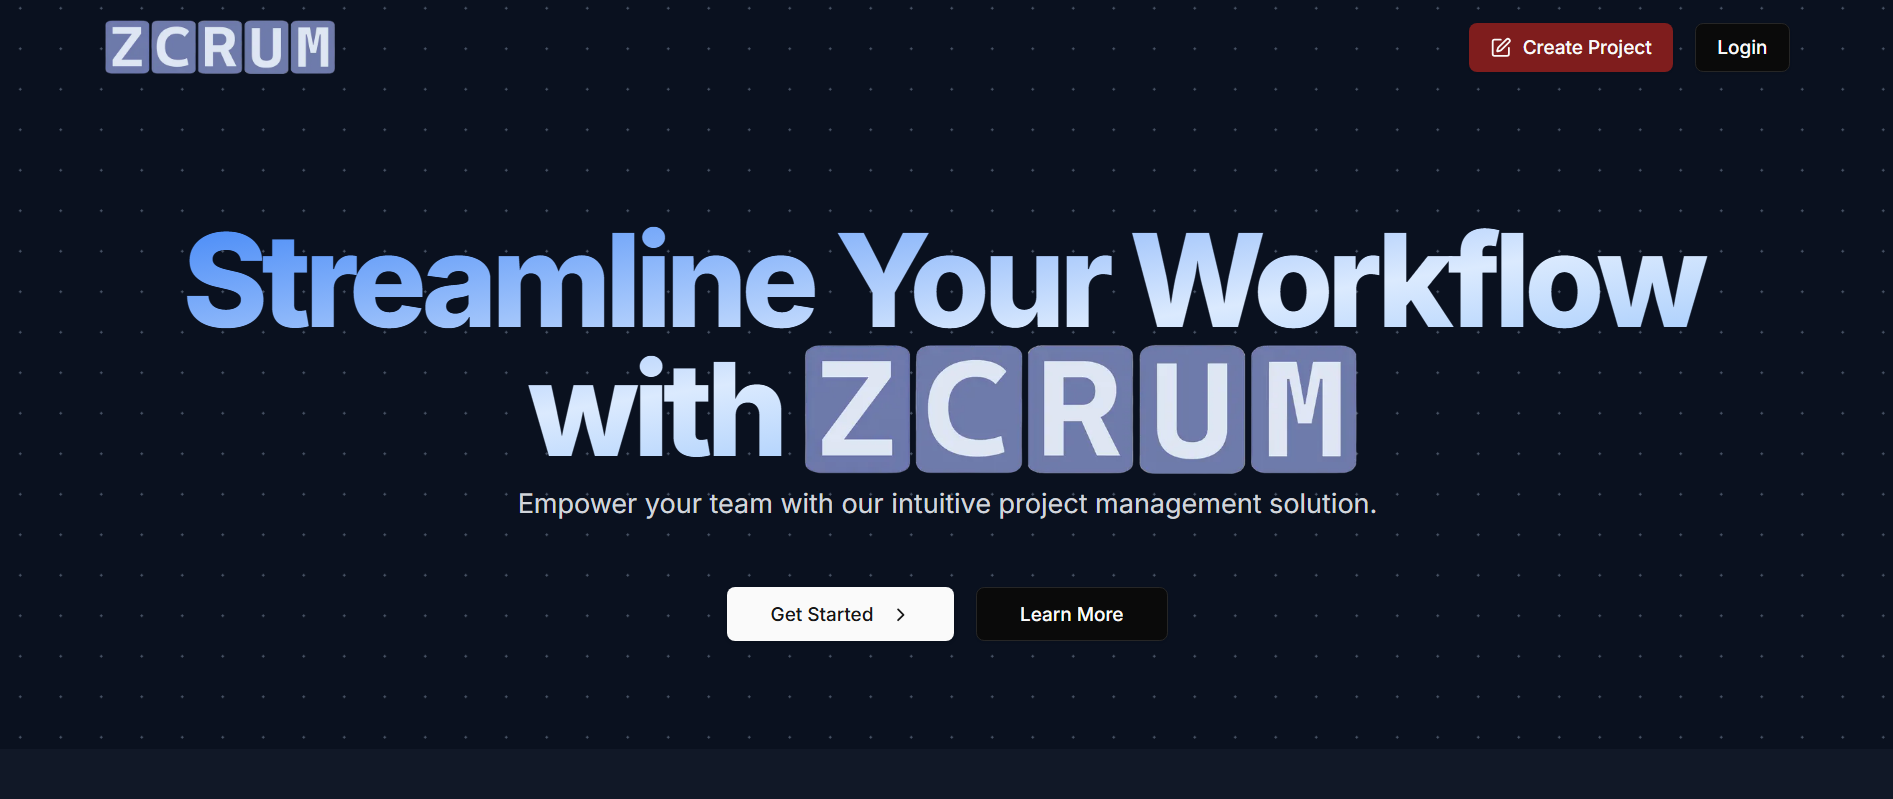 ZCRUM
Create Project
Login
Streamline Your Workflow
with ZCRUM
Empower your team with our intuitive project management solution.
Get Started
Learn More